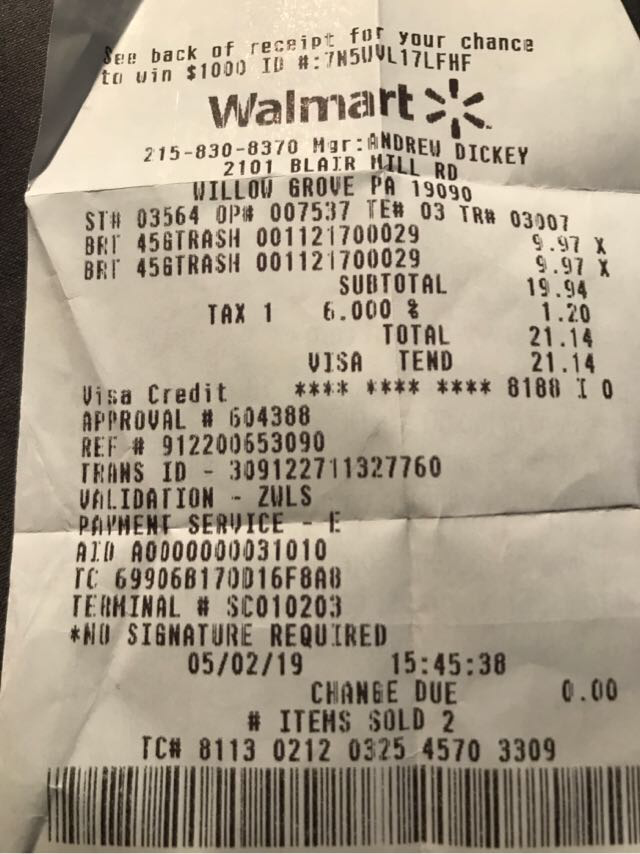 See back of receipt for your chance
to win $1000 ID #:7N5UVL17LFHF
Walmart
215-830-8370 Mgr:ANDREW DICKEY
2101 BLAIR MILL RD
WILLOW GROVE PA 19090
ST# 03564 OP# 007537 TE# 03 TR# 03007
BRT 45GTRASH 001121700029 9.97 X
BRT 45GTRASH 001121700029 9.97 X
SUBTOTAL 19.94
TAX 1 6.000 % 1.20
TOTAL 21.14
VISA TEND 21.14
Visa Credit **** **** **** 8188 I 0
APPROVAL # 604388
REF # 912200653090
TRANS ID - 309122711327760
VALIDATION - ZWLS
PAYMENT SERVICE - E
AID A0000000031010
TC 69906B170D16F8A8
TERMINAL # SC010203
*NO SIGNATURE REQUIRED
05/02/19 15:45:38
CHANGE DUE 0.00
# ITEMS SOLD 2
TC# 8113 0212 0325 4570 3309